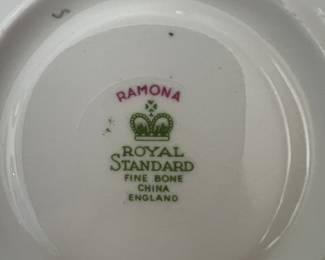 RAMONA
ROYAL
STANDARD
FINE BONE
CHINA
ENGLAND